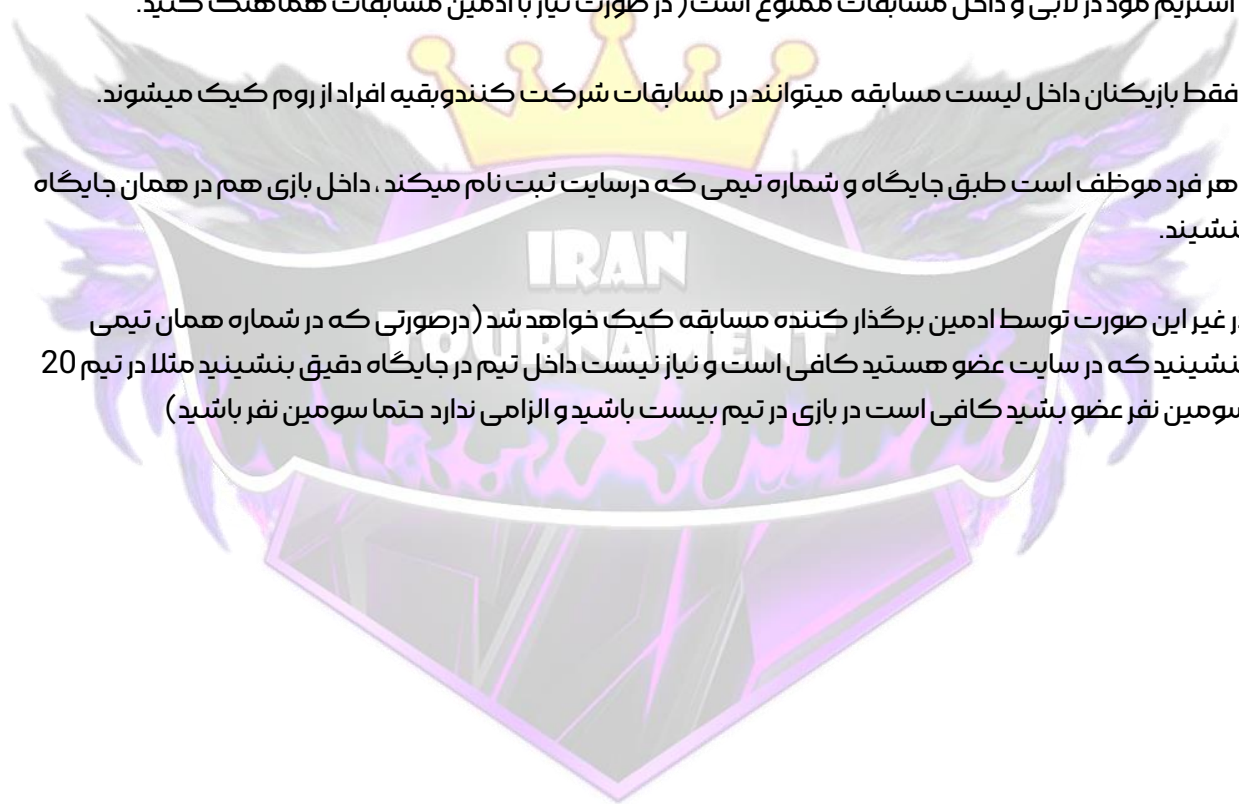 استریم مود در لابی و داخل مسابقات ممنوع است( در صورت نیاز با ادمین مسابقات هماهنگ کنید.
فقط بازیکنان داخل لیست مسابقه میتوانند در مسابقات شرکت کنندوبقیه افراد از روم کیک میشوند.
هر فرد موظف است طبق جایگاه و شماره تیمی که درسایت ثبت نام میکند ، داخل بازی هم در همان جایگاه
بنشیند.
IRAN
TOURNAMENT
در غیر این صورت توسط ادمین برگذار کننده مسابقه کیک خواهد شد (درصورتی که در شماره همان تیمی
بنشینید که در سایت عضو هستید کافی است و نیاز نیست داخل تیم در جایگاه دقیق بنشینید مثلا در تیم 20
سومین نفر عضو بشید کافی است در بازی در تیم بیست باشید و الزامی ندارد حتما سومین نفر باشید)